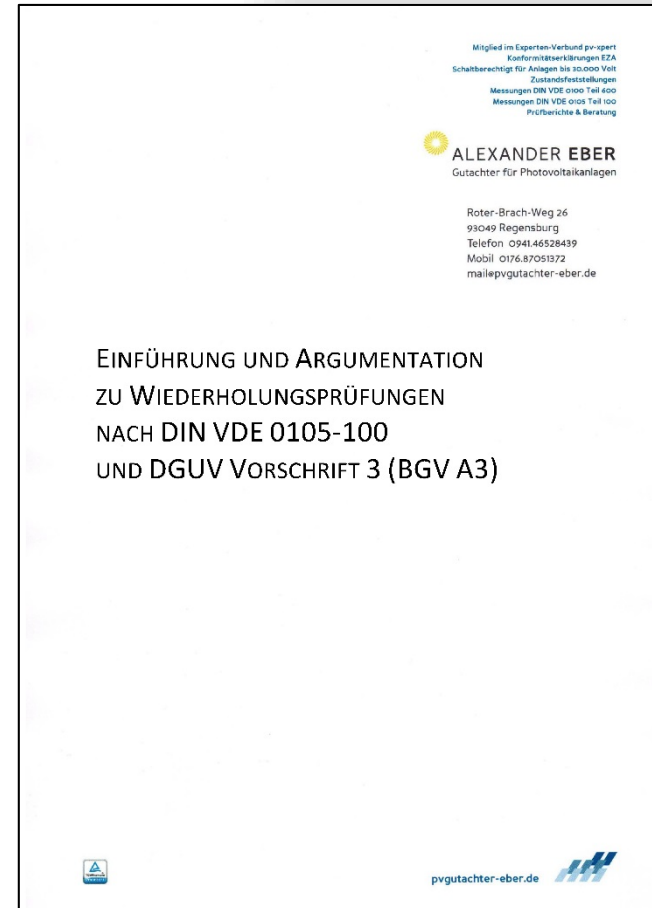 Mitglied im Experten-Verbund pv-xpert
Konformitätserklärungen EZA
Schaltberechtigt für Anlagen bis 20.000 Volt
Zustandsfeststellungen
Messungen DIN VDE 0100 Teil 600
Messungen DIN VDE 0105 Teil 100
Prüfberichte & Beratung
ALEXANDER EBER
Gutachter für Photovoltaikanlagen
Roter-Brach-Weg 26
93049 Regensburg
Telefon 0941.46528439
Mobil 0176.87051372
mail@pvgutachter-eber.de
EINFÜHRUNG UND ARGUMENTATION
ZU WIEDERHOLUNGSPRÜFUNGEN
NACH DIN VDE 0105-100
UND DGUV VORSCHRIFT 3 (BGV A3)
pvgutachter-eber.de